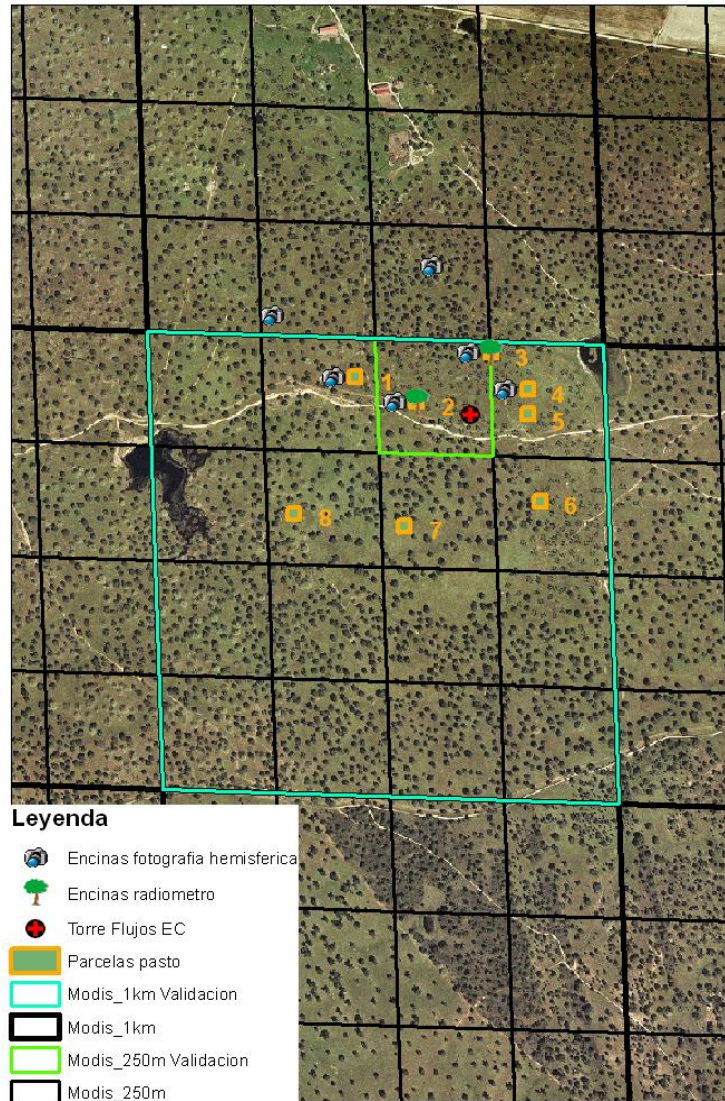 3
1
4
2
5
6
8
7
Leyenda
Encinas fotografia hemisferica
Encinas radiometro
Torre Flujos EC
Parcelas pasto
Modis_1km Validacion
Modis_1km
Modis_250m Validacion
Modis_250m